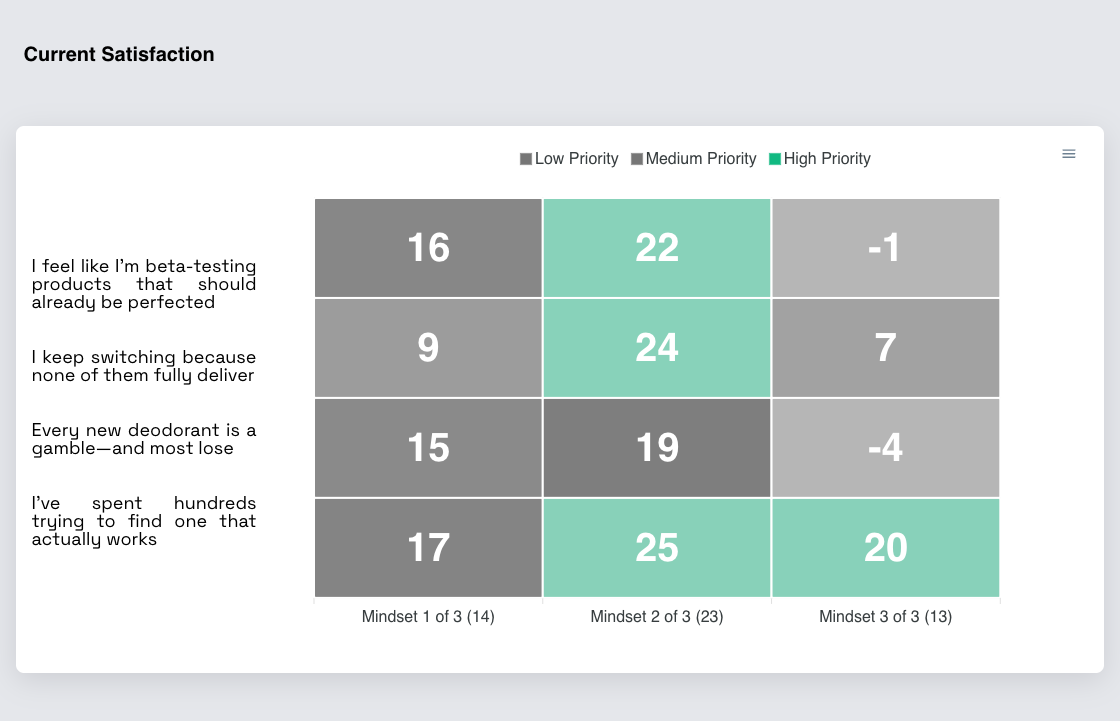 Current Satisfaction
Low Priority Medium Priority High Priority
I feel like I'm beta-testing
products that should
already be perfected
16 22 -1
I keep switching because
none of them fully deliver
9 24 7
Every new deodorant is a
gamble—and most lose
15 19 -4
I've spent hundreds
trying to find one that
actually works
17 25 20
Mindset 1 of 3 (14) Mindset 2 of 3 (23) Mindset 3 of 3 (13)